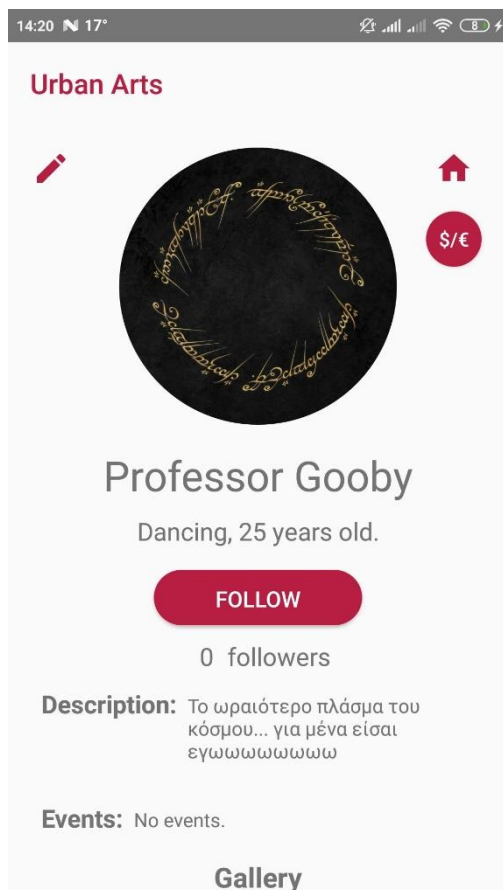 14:20 17° 8
Urban Arts
$/€
Professor Gooby
Dancing, 25 years old.
FOLLOW
0 followers
Description: Το ωραιότερο πλάσμα του
κόσμου... για μένα είσαι
εγωωωωωωωω
Events: No events.
Gallery